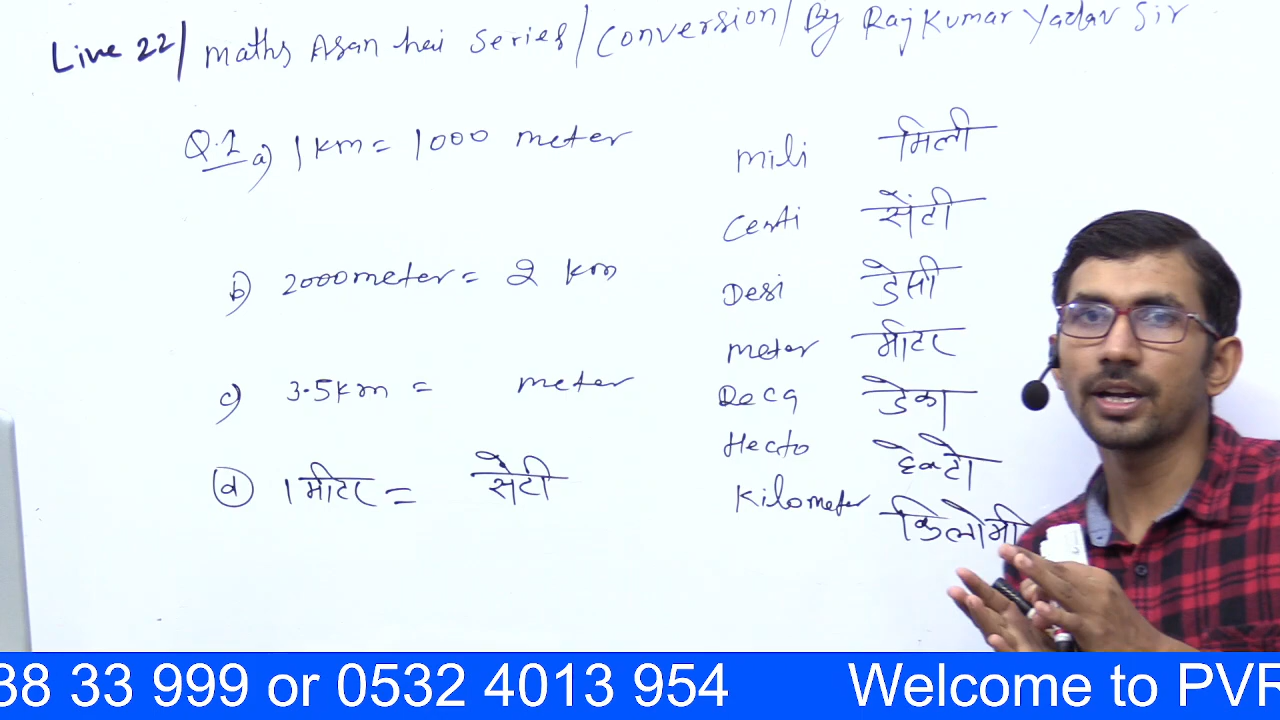 Live 22/ maths Asan hai series/ Conversion/ By RajKumar Yadav Sir
Q.1 a) 1 km = 1000 meter
b) 2000 meter = 2 km
c) 3.5 km = meter
d) 1 मीटर = सेंटी
mili मिली
Centi सेंटी
Desi डेसी
meter मीटर
Deca डेका
Hecto हेक्टो
Kilometer किलोमी
38 33 999 or 0532 4013 954 Welcome to PVR